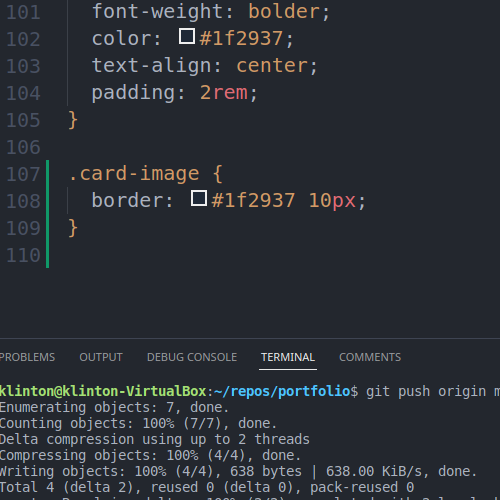 101 font-weight: bolder;
102 color: #1f2937;
103 text-align: center;
104 padding: 2rem;
105 }
106
107 .card-image {
108 border: #1f2937 10px;
109 }
110
PROBLEMS OUTPUT DEBUG CONSOLE TERMINAL COMMENTS
klinton@klinton-VirtualBox:~/repos/portfolio$ git push origin m
Enumerating objects: 7, done.
Counting objects: 100% (7/7), done.
Delta compression using up to 2 threads
Compressing objects: 100% (4/4), done.
Writing objects: 100% (4/4), 638 bytes | 638.00 KiB/s, done.
Total 4 (delta 2), reused 0 (delta 0), pack-reused 0